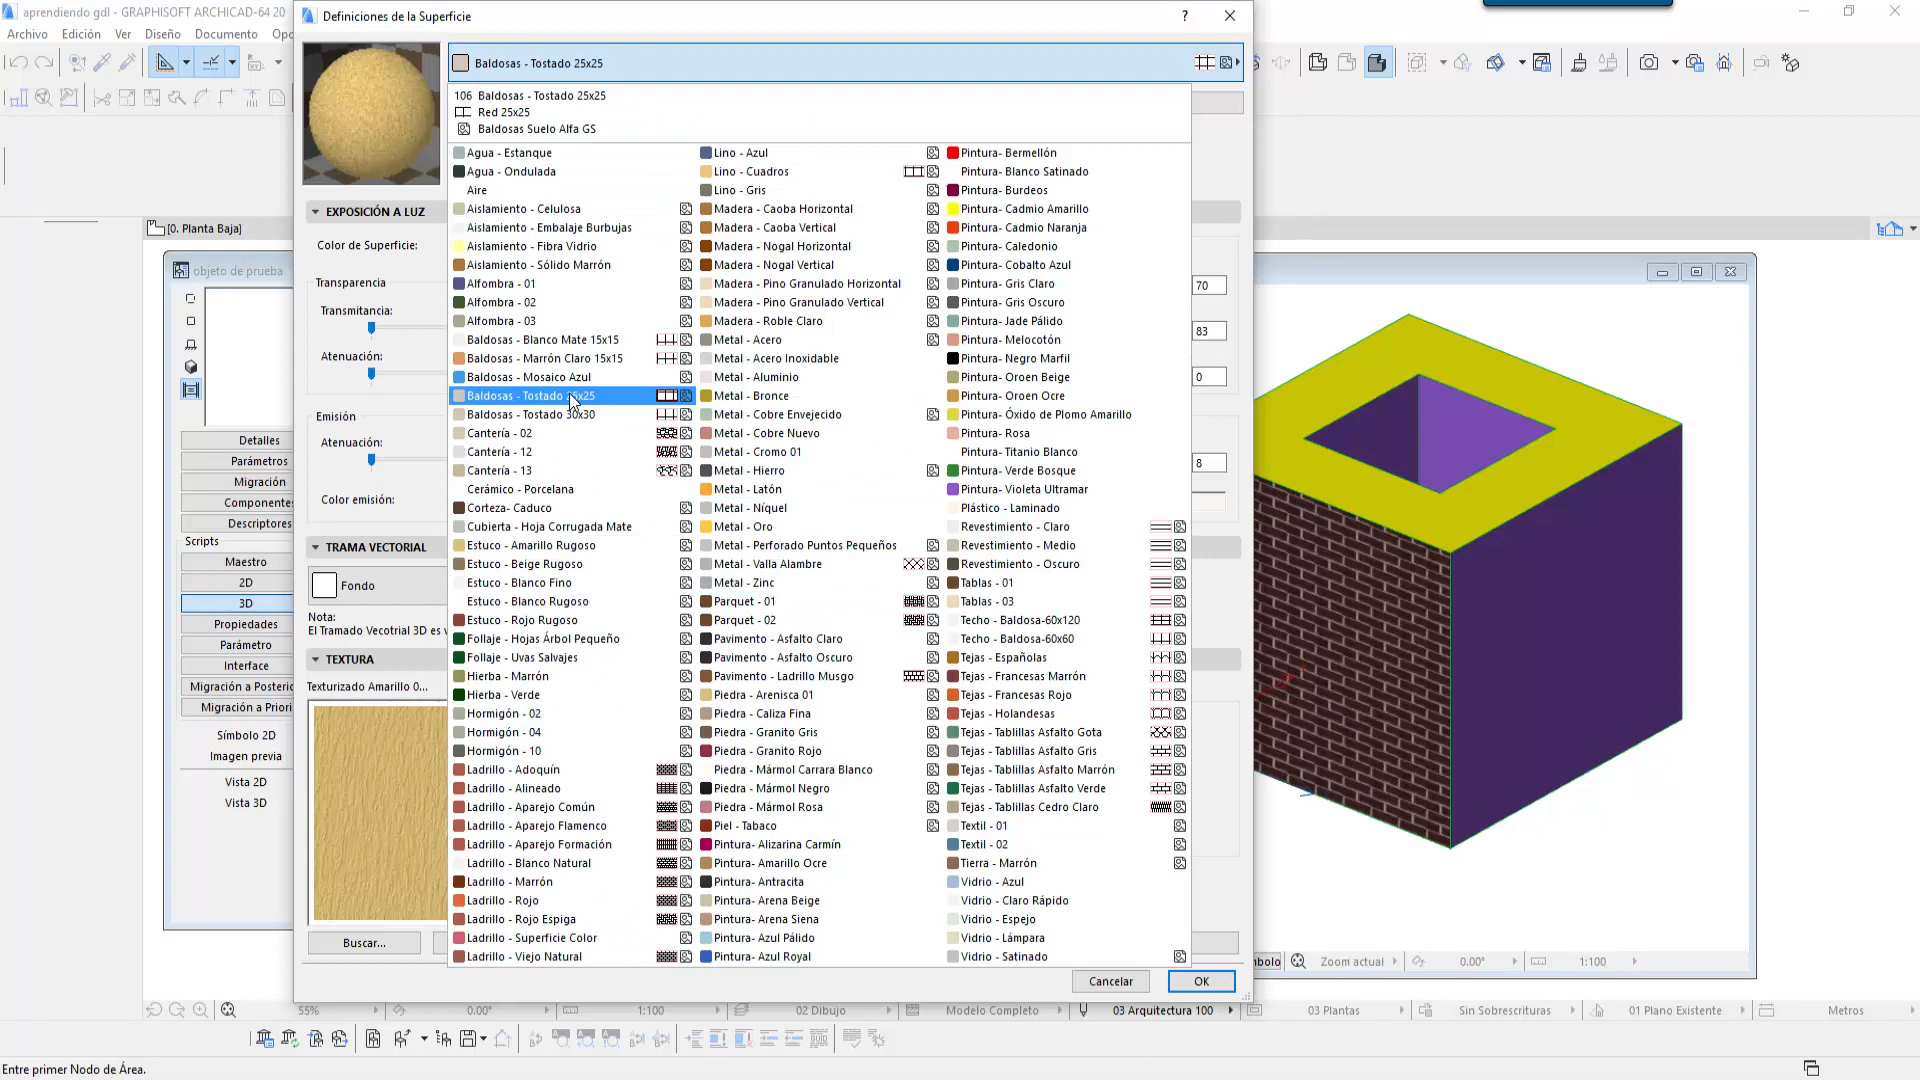 aprendiendo gdl - GRAPHISOFT ARCHICAD-64 20
Archivo
Edición
Ver
Diseño
Documento
Definiciones de la Superficie
?
Baldosas - Tostado 25x25
106 Baldosas - Tostado 25x25
Red 25x25
Baldosas Suelo Alfa GS
Agua - Estanque
Agua - Ondulada
Aire
Aislamiento - Celulosa
Aislamiento - Embalaje Burbujas
Aislamiento - Fibra Vidrio
Aislamiento - Sólido Marrón
Alfombra - 01
Alfombra - 02
Alfombra - 03
Baldosas - Blanco Mate 15x15
Baldosas - Marrón Claro 15x15
Baldosas - Mosaico Azul
Baldosas - Tostado 25x25
Baldosas - Tostado 30x30
Cantería - 02
Cantería - 12
Cantería - 13
Cerámico - Porcelana
Corteza- Caduco
Cubierta - Hoja Corrugada Mate
Estuco - Amarillo Rugoso
Estuco - Beige Rugoso
Estuco - Blanco Fino
Estuco - Blanco Rugoso
Estuco - Rojo Rugoso
Follaje - Hojas Árbol Pequeño
Follaje - Uvas Salvajes
Hierba - Marrón
Hierba - Verde
Hormigón - 02
Hormigón - 04
Hormigón - 10
Ladrillo - Adoquín
Ladrillo - Alineado
Ladrillo - Aparejo Común
Ladrillo - Aparejo Flamenco
Ladrillo - Aparejo Formación
Ladrillo - Blanco Natural
Ladrillo - Marrón
Ladrillo - Rojo
Ladrillo - Rojo Espiga
Ladrillo - Superficie Color
Ladrillo - Viejo Natural
Lino - Azul
Lino - Cuadros
Lino - Gris
Madera - Caoba Horizontal
Madera - Caoba Vertical
Madera - Nogal Horizontal
Madera - Nogal Vertical
Madera - Pino Granulado Horizontal
Madera - Pino Granulado Vertical
Madera - Roble Claro
Metal - Acero
Metal - Acero Inoxidable
Metal - Aluminio
Metal - Bronce
Metal - Cobre Envejecido
Metal - Cobre Nuevo
Metal - Cromo 01
Metal - Hierro
Metal - Latón
Metal - Níquel
Metal - Oro
Metal - Perforado Puntos Pequeños
Metal - Valla Alambre
Metal - Zinc
Parquet - 01
Parquet - 02
Pavimento - Asfalto Claro
Pavimento - Asfalto Oscuro
Pavimento - Ladrillo Musgo
Piedra - Arenisca 01
Piedra - Caliza Fina
Piedra - Granito Gris
Piedra - Granito Rojo
Piedra - Mármol Carrara Blanco
Piedra - Mármol Negro
Piedra - Mármol Rosa
Piel - Tabaco
Pintura- Alizarina Carmín
Pintura- Amarillo Ocre
Pintura- Antracita
Pintura- Arena Beige
Pintura- Arena Siena
Pintura- Azul Pálido
Pintura- Azul Royal
Pintura- Bermellón
Pintura- Blanco Satinado
Pintura- Burdeos
Pintura- Cadmio Amarillo
Pintura- Cadmio Naranja
Pintura- Caledonio
Pintura- Cobalto Azul
Pintura- Gris Claro
Pintura- Gris Oscuro
Pintura- Jade Pálido
Pintura- Melocotón
Pintura- Negro Marfil
Pintura- Oroen Beige
Pintura- Oroen Ocre
Pintura- Óxido de Plomo Amarillo
Pintura- Rosa
Pintura- Titanio Blanco
Pintura- Verde Bosque
Pintura- Violeta Ultramar
Plástico - Laminado
Revestimiento - Claro
Revestimiento - Medio
Revestimiento - Oscuro
Tablas - 01
Tablas - 03
Techo - Baldosa-60x120
Techo - Baldosa-60x60
Tejas - Españolas
Tejas - Francesas Marrón
Tejas - Francesas Rojo
Tejas - Holandesas
Tejas - Tablillas Asfalto Gota
Tejas - Tablillas Asfalto Gris
Tejas - Tablillas Asfalto Marrón
Tejas - Tablillas Asfalto Verde
Tejas - Tablillas Cedro Claro
Textil - 01
Textil - 02
Tierra - Marrón
Vidrio - Azul
Vidrio - Claro Rápido
Vidrio - Espejo
Vidrio - Lámpara
Vidrio - Satinado
EXPOSICIÓN A LUZ
Color de Superficie:
Transparencia
Transmitancia:
Atenuación:
Emisión
Atenuación:
Color emisión:
70
83
0
8
TRAMA VECTORIAL
Fondo
Nota:
El Tramado Vecotrial 3D es v
TEXTURA
Texturizado Amarillo 0...
Buscar...
Cancelar
OK
[0. Planta Baja]
objeto de prueba
Detalles
Parámetros
Migración
Componente
Descriptores
Scripts
Maestro
2D
3D
Propiedades
Parámetro
Interface
Migración a Posterio
Migración a Priori
Símbolo 2D
Imagen previa
Vista 2D
Vista 3D
Zoom actual
0.00°
1:100
55%
0.00°
1:100
02 Dibujo
Modelo Completo
03 Arquitectura 100
03 Plantas
Sin Sobrescrituras
01 Plano Existente
Metros
Entre primer Nodo de Área.